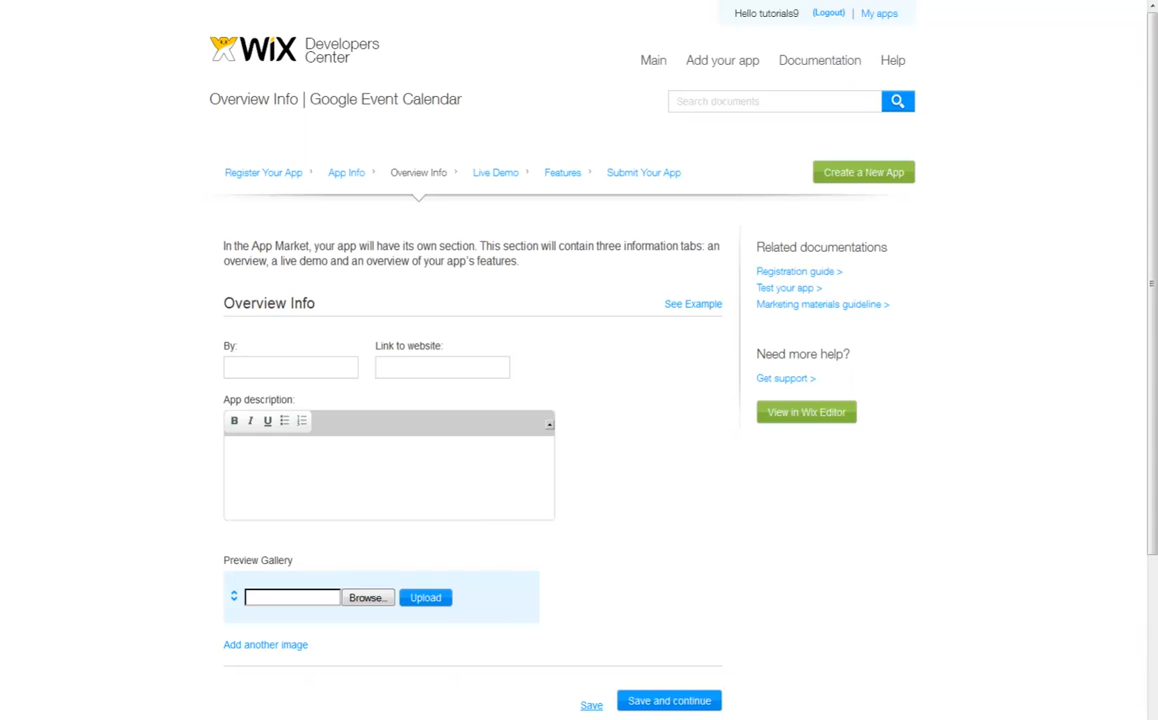 Hello tutorials9 (Logout) | My apps
WiX Developers Center
Main Add your app Documentation Help
Overview Info | Google Event Calendar
Search documents
Register Your App › App Info › Overview Info › Live Demo › Features › Submit Your App
Create a New App
In the App Market, your app will have its own section. This section will contain three information tabs: an
overview, a live demo and an overview of your app's features.
Overview Info
See Example
By:
Link to website:
App description:
B I U
Preview Gallery
Browse...
Upload
Add another image
Save
Save and continue
Related documentations
Registration guide >
Test your app >
Marketing materials guideline >
Need more help?
Get support >
View in Wix Editor